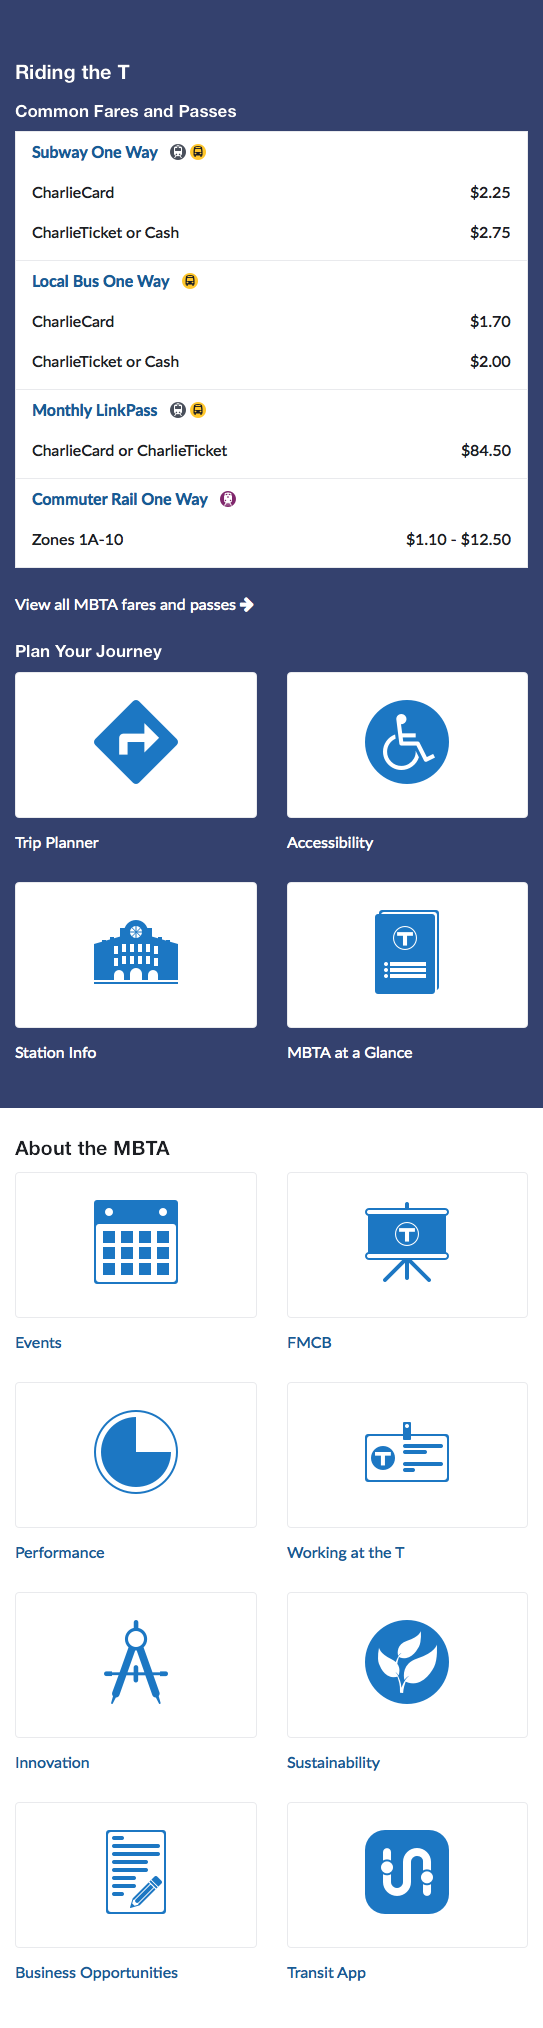 Riding the T
Common Fares and Passes
Subway One Way
CharlieCard $2.25
CharlieTicket or Cash $2.75
Local Bus One Way
CharlieCard $1.70
CharlieTicket or Cash $2.00
Monthly LinkPass
CharlieCard or CharlieTicket $84.50
Commuter Rail One Way
Zones 1A-10 $1.10 - $12.50
View all MBTA fares and passes
Plan Your Journey
Trip Planner
Accessibility
T
Station Info
MBTA at a Glance
About the MBTA
T
Events
FMCB
T
Performance
Working at the T
Innovation
Sustainability
Business Opportunities
Transit App